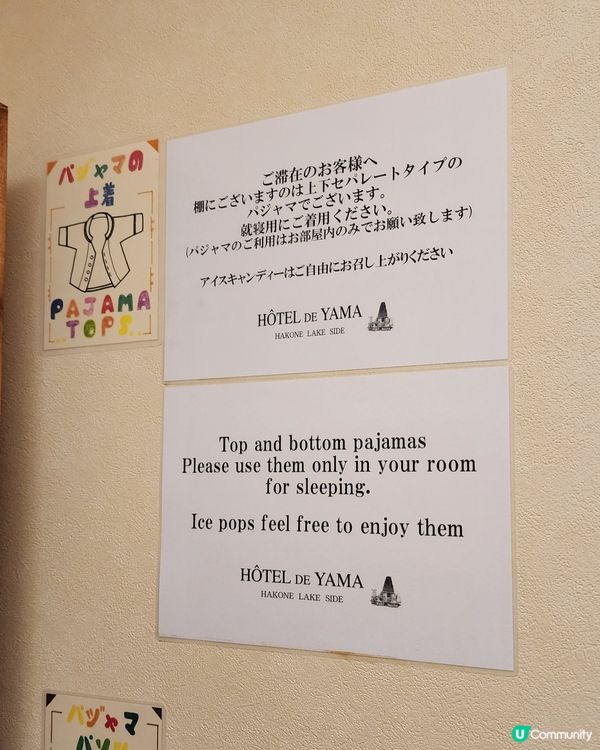 パジャマの
上着
PAJAMA
TOPS
ご滞在のお客様へ
棚にございますのは上下セパレートタイプの
パジャマでございます。
就寝用にご着用ください。
(パジャマのご利用はお部屋内のみでお願い致します)
アイスキャンディーはご自由にお召し上がりください
HÔTEL DE YAMA
HAKONE LAKE SIDE
Top and bottom pajamas
Please use them only in your room
for sleeping.
Ice pops feel free to enjoy them
HÔTEL DE YAMA
HAKONE LAKE SIDE
パジャマ
U Community